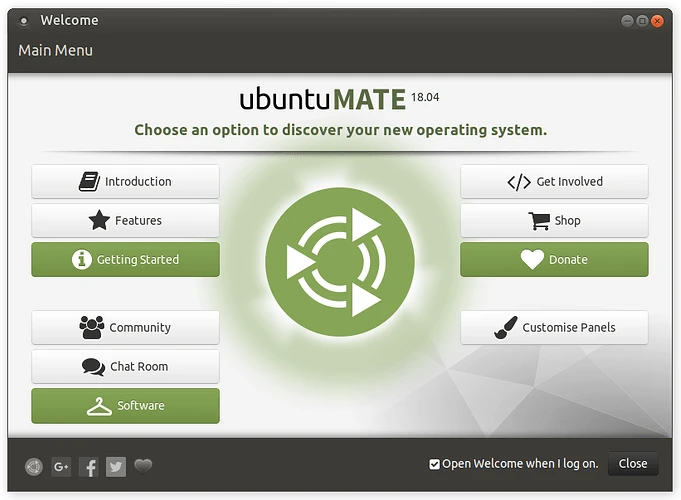 Welcome
Main Menu
ubuntuMATE 18.04
Choose an option to discover your new operating system.
Introduction
Features
Getting Started
Community
Chat Room
Software
Get Involved
Shop
Donate
Customise Panels
G+
Open Welcome when I log on.
Close